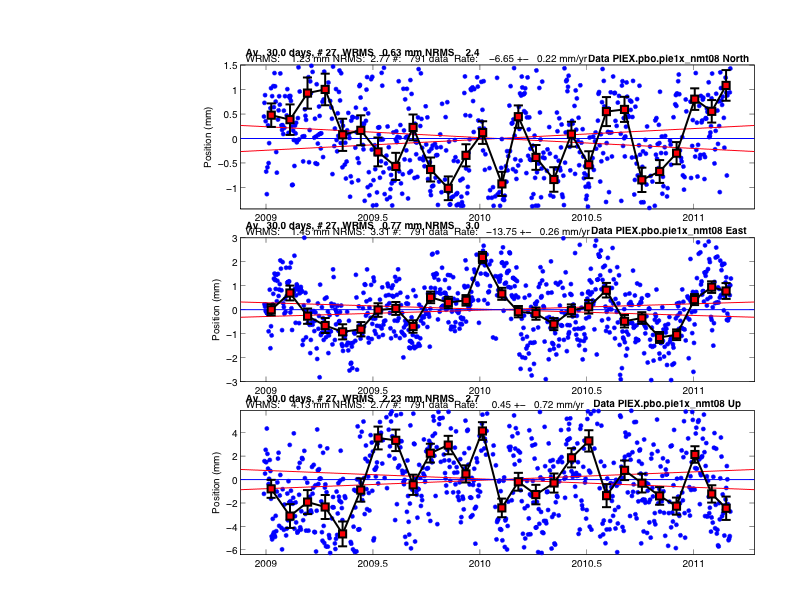 Av 30.0 days, # 27 WRMS 0.63 mm NRMS 2.4
WRMS: 1.23 mm NRMS: 2.77 #: 791 data Rate: −6.65 +− 0.22 mm/yr Data PIEX.pbo.pie1x_nmt08 North
1.5
1
0.5
0
−0.5
−1
Position (mm)
2009 2009.5 2010 2010.5 2011
Av 30.0 days, # 27 WRMS 0.77 mm NRMS 3.0
WRMS: 1.45 mm NRMS: 3.31 #: 791 data Rate: −13.75 +− 0.26 mm/yr Data PIEX.pbo.pie1x_nmt08 East
3
2
1
0
−1
−2
−3
Position (mm)
2009 2009.5 2010 2010.5 2011
Av 30.0 days, # 27 WRMS 2.23 mm NRMS 2.7
WRMS: 4.13 mm NRMS: 2.77 #: 791 data Rate: 0.45 +− 0.72 mm/yr Data PIEX.pbo.pie1x_nmt08 Up
4
2
0
−2
−4
−6
Position (mm)
2009 2009.5 2010 2010.5 2011